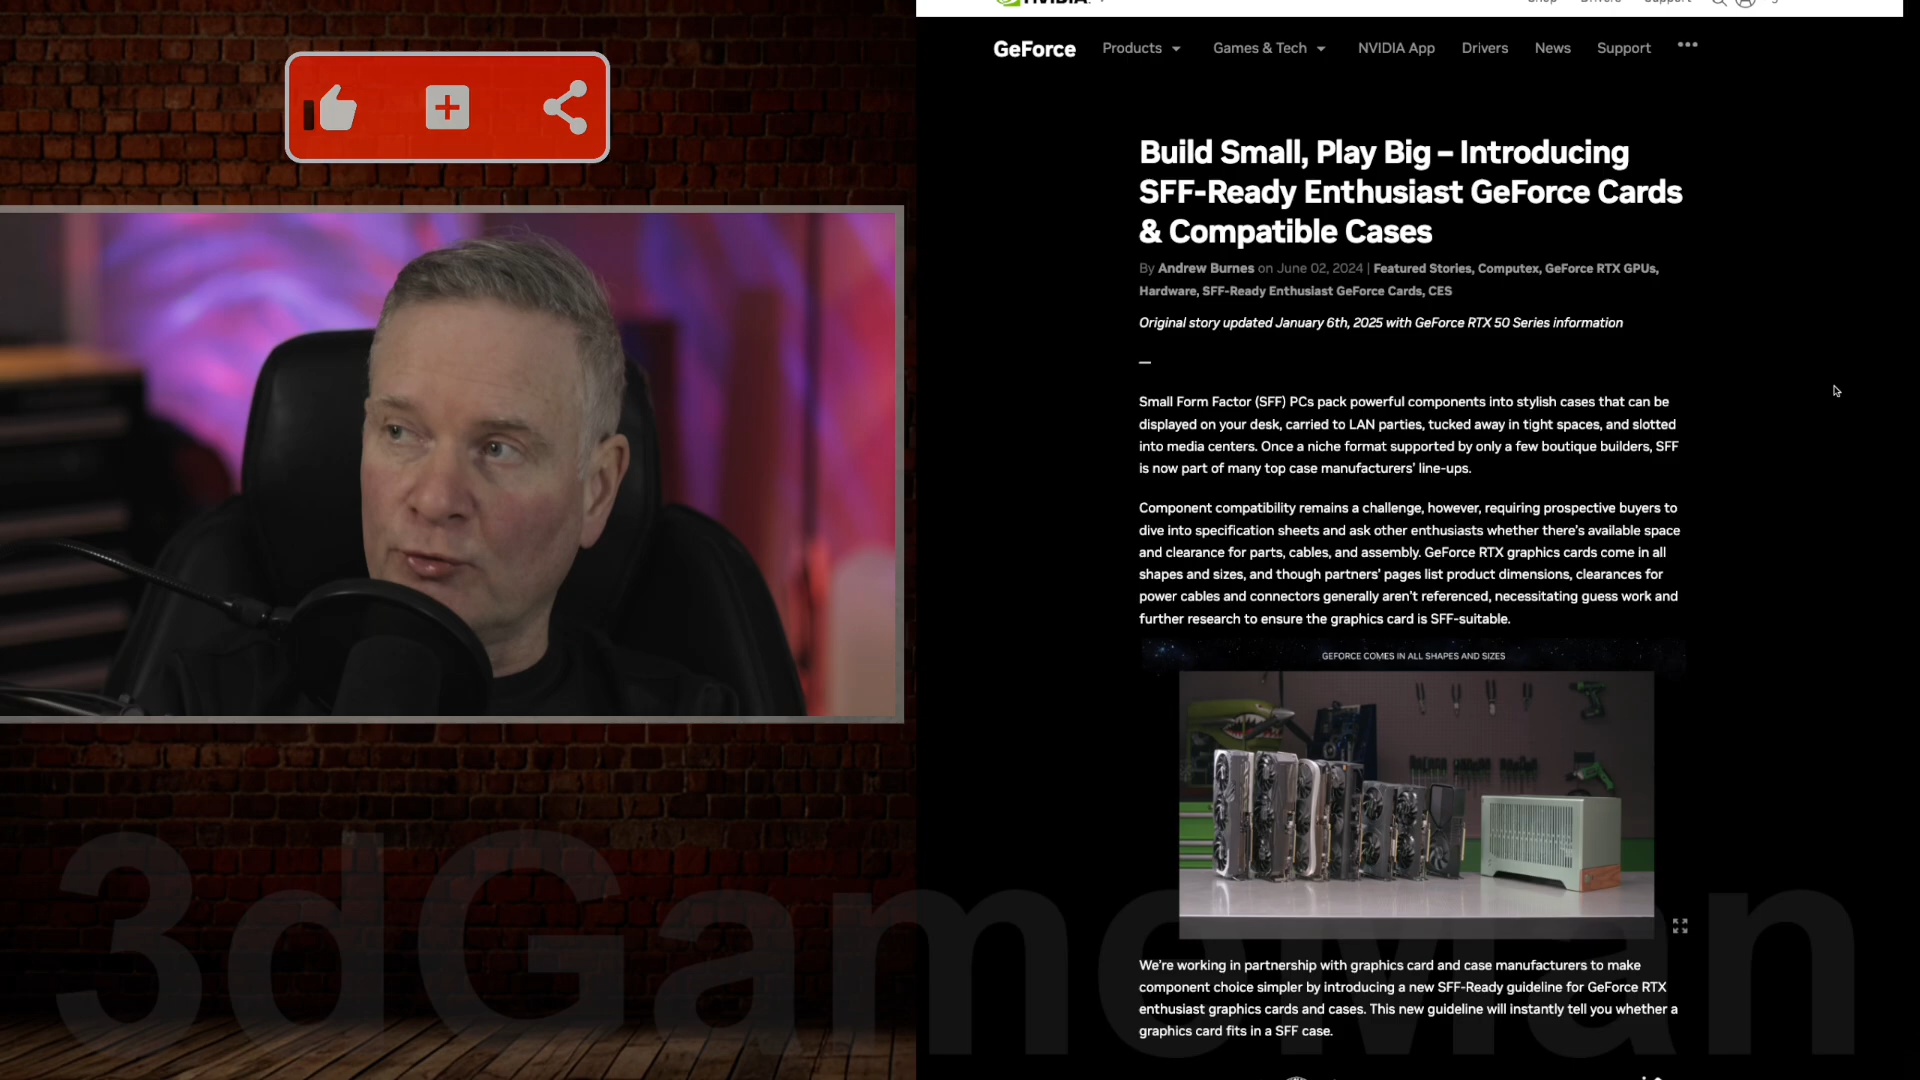 NVIDIA
Shop Drivers Support
GeForce Products Games & Tech NVIDIA App Drivers News Support •••
Build Small, Play Big – Introducing
SFF-Ready Enthusiast GeForce Cards
& Compatible Cases
By Andrew Burnes on June 02, 2024 | Featured Stories, Computex, GeForce RTX GPUs,
Hardware, SFF-Ready Enthusiast GeForce Cards, CES
Original story updated January 6th, 2025 with GeForce RTX 50 Series information
—
Small Form Factor (SFF) PCs pack powerful components into stylish cases that can be
displayed on your desk, carried to LAN parties, tucked away in tight spaces, and slotted
into media centers. Once a niche format supported by only a few boutique builders, SFF
is now part of many top case manufacturers' line-ups.
Component compatibility remains a challenge, however, requiring prospective buyers to
dive into specification sheets and ask other enthusiasts whether there's available space
and clearance for parts, cables, and assembly. GeForce RTX graphics cards come in all
shapes and sizes, and though partners' pages list product dimensions, clearances for
power cables and connectors generally aren't referenced, necessitating guess work and
further research to ensure the graphics card is SFF-suitable.
GEFORCE COMES IN ALL SHAPES AND SIZES
We're working in partnership with graphics card and case manufacturers to make
component choice simpler by introducing a new SFF-Ready guideline for GeForce RTX
enthusiast graphics cards and cases. This new guideline will instantly tell you whether a
graphics card fits in a SFF case.
3dGameMan